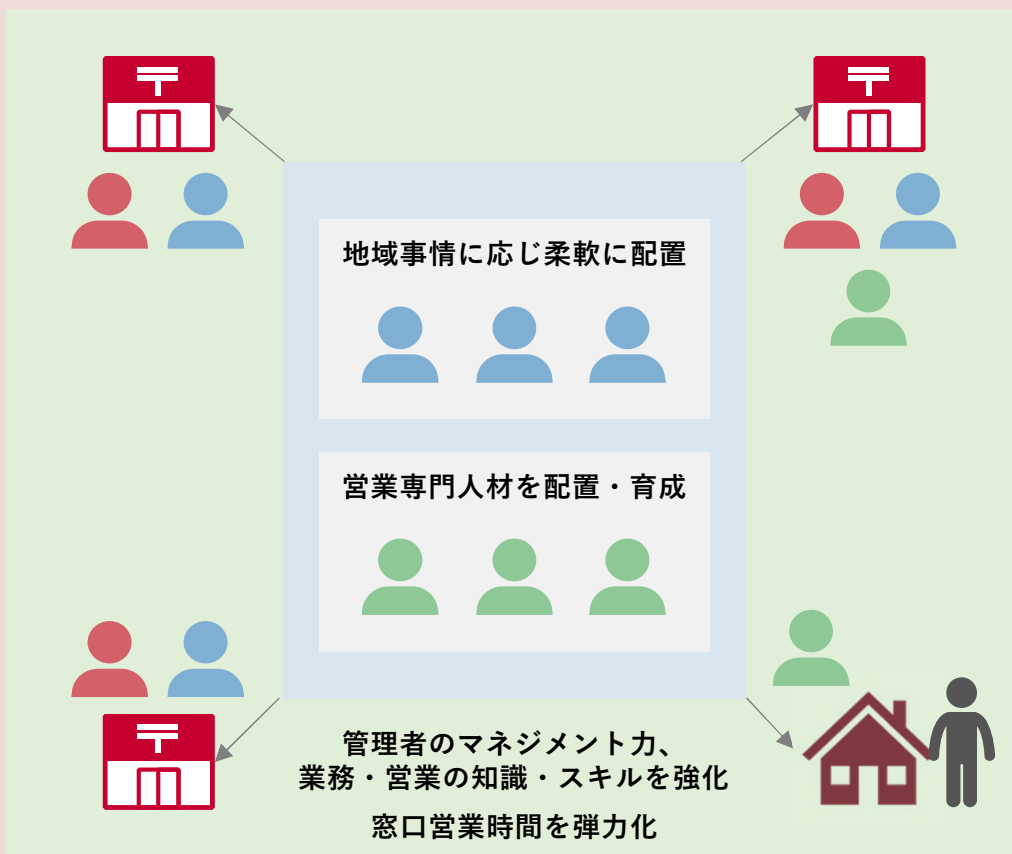 〒
〒
地域事情に応じ柔軟に配置
営業専門人材を配置・育成
〒
管理者のマネジメント力、
業務・営業の知識・スキルを強化
窓口営業時間を弾力化